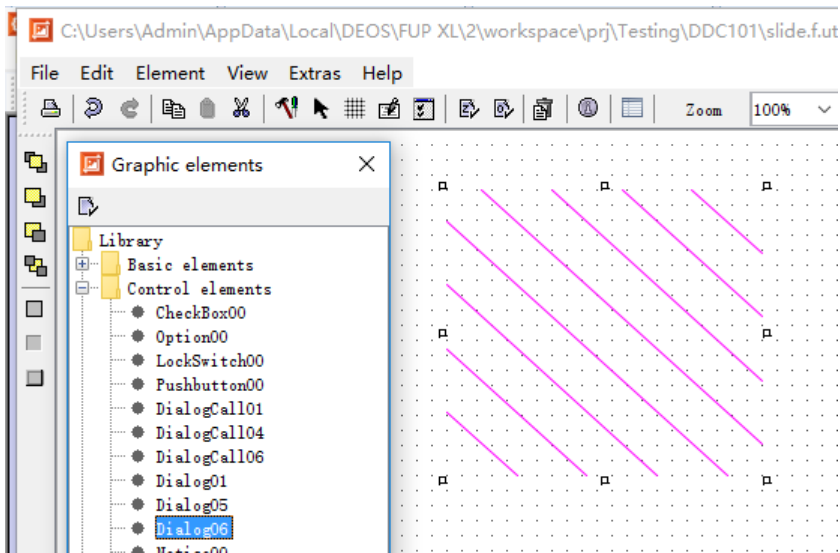 C:\Users\Admin\AppData\Local\DEOS\FUP XL\2\workspace\prj\Testing\DDC101\slide.f.ut
File Edit Element View Extras Help
Zoom 100%
Graphic elements
Library
Basic elements
Control elements
CheckBox00
Option00
LockSwitch00
Pushbutton00
DialogCall01
DialogCall04
DialogCall06
Dialog01
Dialog05
Dialog06